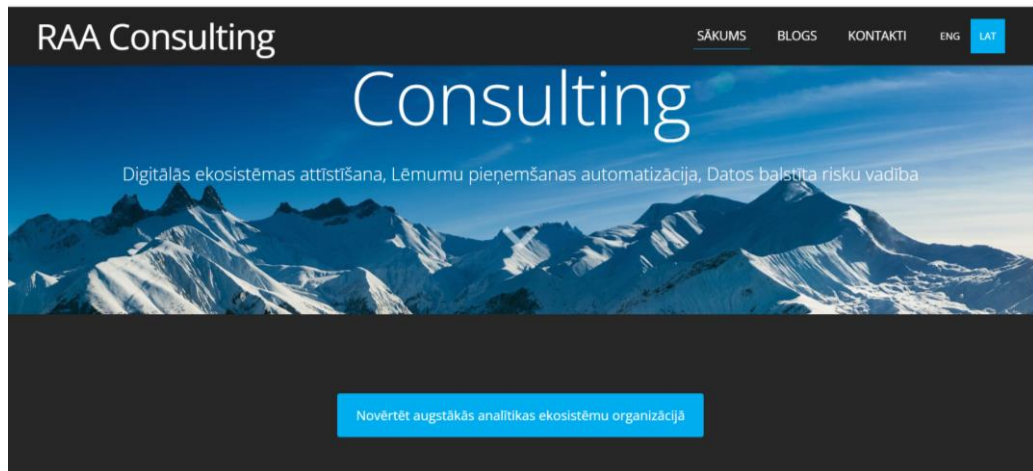 RAA Consulting
SĀKUMS BLOGS KONTAKTI ENG LAT
Consulting
Digitālās ekosistēmas attīstīšana, Lēmumu pieņemšanas automatizācija, Datos balstīta risku vadība
Novērtēt augstākās analītikas ekosistēmu organizācijā